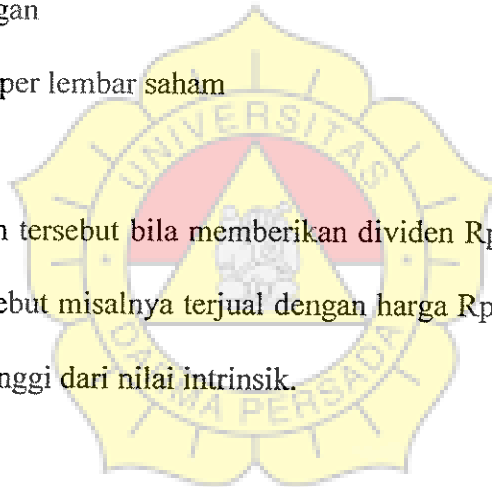 gan
per lembar saham
UNIVERSITAS
n tersebut bila memberikan dividen Rp
ebut misalnya terjual dengan harga Rp
nggi dari nilai intrinsik.
DARMA PERSADA